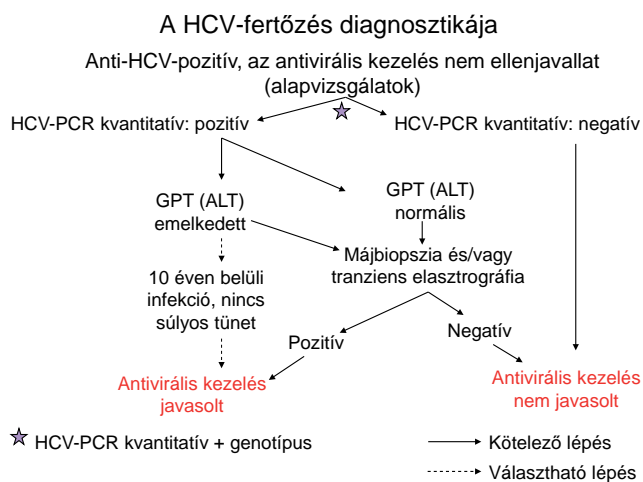 A HCV-fertőzés diagnosztikája
Anti-HCV-pozitív, az antivirális kezelés nem ellenjavallat
(alapvizsgálatok)
HCV-PCR kvantitatív: pozitív
HCV-PCR kvantitatív: negatív
GPT (ALT)
emelkedett
GPT (ALT)
normális
10 éven belüli
infekció, nincs
súlyos tünet
Májbiopszia és/vagy
tranziens elasztrográfia
Pozitív
Negatív
Antivirális kezelés
javasolt
Antivirális kezelés
nem javasolt
HCV-PCR kvantitatív + genotípus
Kötelező lépés
Választható lépés